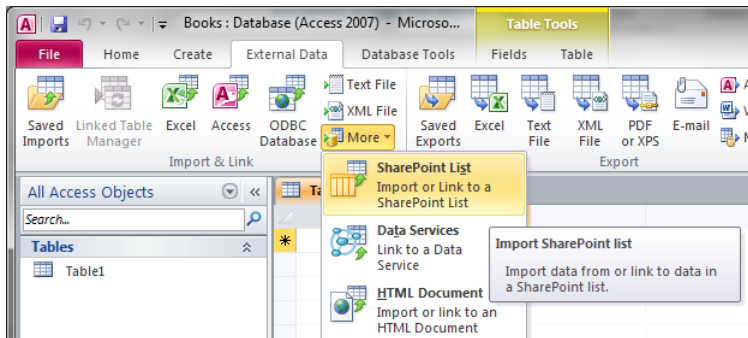 Books : Database (Access 2007) - Microso...
Table Tools
File
Home
Create
External Data
Database Tools
Fields
Table
Saved
Imports
Linked Table
Manager
Excel
Access
ODBC
Database
Text File
XML File
More
Import & Link
Saved
Exports
Excel
Text
File
XML
File
PDF
or XPS
E-mail
Export
SharePoint List
Import or Link to a
SharePoint List
Data Services
Link to a Data
Service
HTML Document
Import or link to an
HTML Document
Import SharePoint list
Import data from or link to data in
a SharePoint list.
All Access Objects
Search...
Tables
Table1